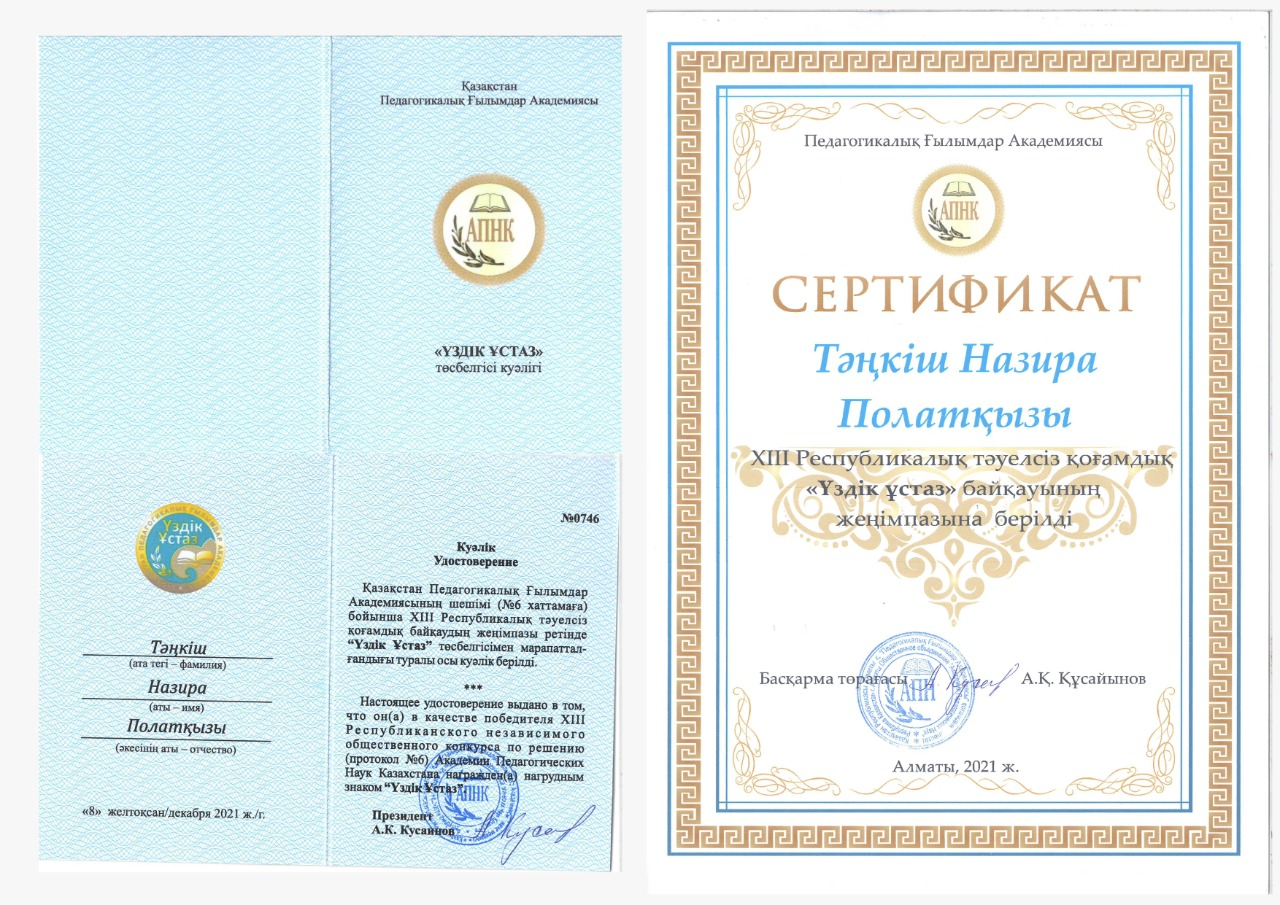 Қазақстан
Педагогикалық Ғылымдар Академиясы
АПНК
«ҮЗДІК ҰСТАЗ»
төсбелгісі куәлігі
Үздік
Ұстаз
Тәңкіш
(ата тегі – фамилия)
Назира
(аты – имя)
Полатқызы
(әкесінің аты – отчество)
«8» желтоқсан/декабря 2021 ж./г.
№0746
Куәлік
Удостоверение
Қазақстан Педагогикалық Ғылымдар
Академиясының шешімі (№6 хаттамаға)
бойынша XIII Республикалық тәуелсіз
қоғамдық байқаудың жеңімпазы ретінде
“Үздік Ұстаз” төсбелгісімен марапаттал-
ғандығы туралы осы куәлік берілді.
***
Настоящее удостоверение выдано в том,
что он(а) в качестве победителя XIII
Республиканского независимого
общественного конкурса по решению
(протокол №6) Академии Педагогических
Наук Казахстана награжден(а) нагрудным
знаком “Үздік Ұстаз”.
Президент
А.К. Кусаинов
АПНК
Педагогикалық Ғылымдар Академиясы
АПНК
СЕРТИФИКАТ
Тәңкіш Назира
Полатқызы
XIII Республикалық тәуелсіз қоғамдық
«Үздік ұстаз» байқауының
жеңімпазына берілді
Басқарма төрағасы А.Қ. Құсайынов
АПН
Алматы, 2021 ж.